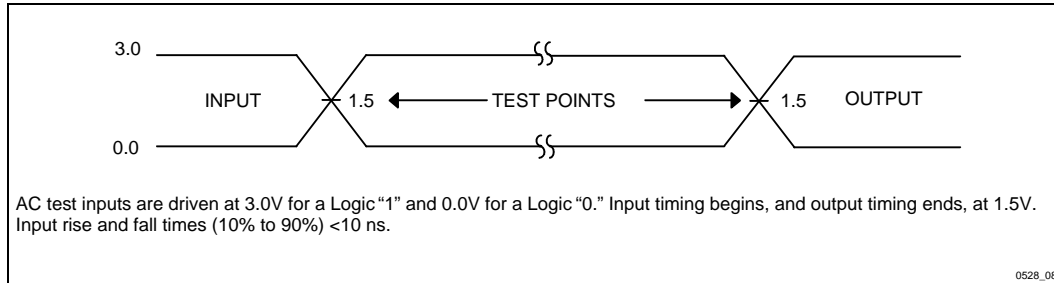 3.0
INPUT 1.5 TEST POINTS 1.5 OUTPUT
0.0
AC test inputs are driven at 3.0V for a Logic “1” and 0.0V for a Logic “0.” Input timing begins, and output timing ends, at 1.5V.
Input rise and fall times (10% to 90%) <10 ns.
0528_08